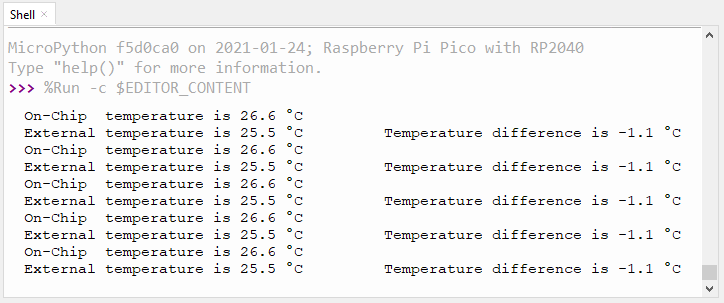 Shell ×
MicroPython f5d0ca0 on 2021-01-24; Raspberry Pi Pico with RP2040
Type "help()" for more information.
>>> %Run -c $EDITOR_CONTENT
On-Chip  temperature is 26.6 °C
External temperature is 25.5 °C         Temperature difference is -1.1 °C
On-Chip  temperature is 26.6 °C
External temperature is 25.5 °C         Temperature difference is -1.1 °C
On-Chip  temperature is 26.6 °C
External temperature is 25.5 °C         Temperature difference is -1.1 °C
On-Chip  temperature is 26.6 °C
External temperature is 25.5 °C         Temperature difference is -1.1 °C
On-Chip  temperature is 26.6 °C
External temperature is 25.5 °C         Temperature difference is -1.1 °C